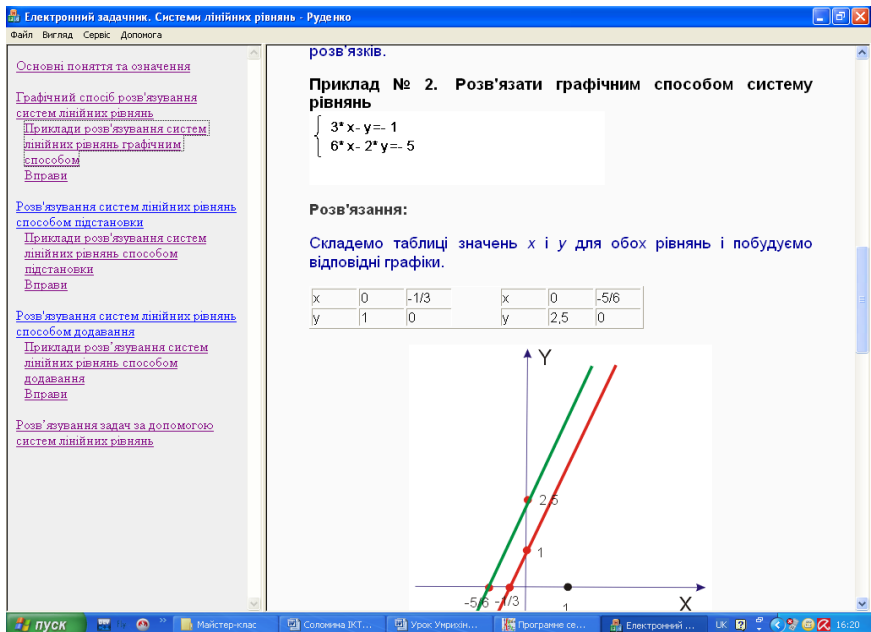 Електронний задачник. Системи лінійних рівнянь - Руденко
Файл Вигляд Сервіс Допомога
Основні поняття та означення
Графічний спосіб розв'язування
систем лінійних рівнянь
Приклади розв'язування систем
лінійних рівнянь графічним
способом
Вправи
Розв'язування систем лінійних рівнянь
способом підстановки
Приклади розв'язування систем
лінійних рівнянь способом
підстановки
Вправи
Розв'язування систем лінійних рівнянь
способом додавання
Приклади розв’язування систем
лінійних рівнянь способом
додавання
Вправи
Розв’язування задач за допомогою
систем лінійних рівнянь
розв'язків.
Приклад № 2. Розв'язати графічним способом систему
рівнянь
3* x- y=- 1
6* x- 2* y=- 5
Розв'язання:
Складемо таблиці значень x і y для обох рівнянь і побудуємо
відповідні графіки.
x 0 -1/3 x 0 -5/6
y 1 0 y 2,5 0
Y
2,5
1
-5/6 -1/3 1 X
пуск Майстер-клас Соломина ІКТ... Урок Умрихін... Програмне се... Електронний ... UK 16:20